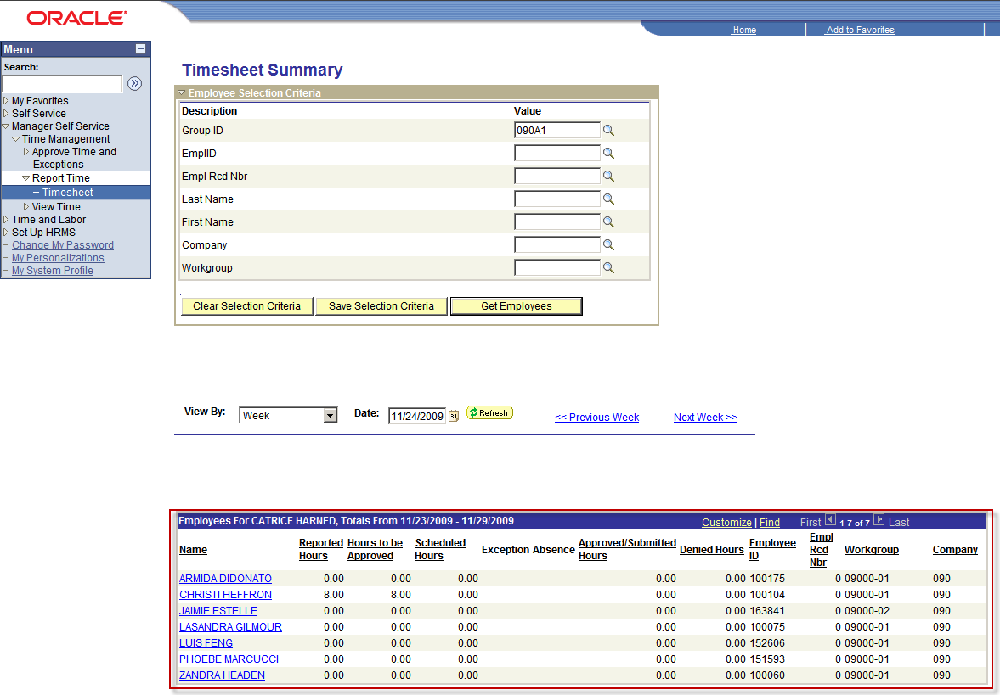 ORACLE®
Home Add to Favorites
Menu
Search:
My Favorites
Self Service
Manager Self Service
Time Management
Approve Time and
Exceptions
Report Time
Timesheet
View Time
Time and Labor
Set Up HRMS
Change My Password
My Personalizations
My System Profile
Timesheet Summary
Employee Selection Criteria
Description Value
Group ID 090A1
EmplID
Empl Rcd Nbr
Last Name
First Name
Company
Workgroup
.
Clear Selection Criteria Save Selection Criteria Get Employees
View By: Week Date: 11/24/2009 31 Refresh << Previous Week Next Week >>
Employees For CATRICE HARNED, Totals From 11/23/2009 - 11/29/2009 Customize | Find First 1-7 of 7 Last
Name Reported Hours Hours to be Approved Scheduled Hours Exception Absence Approved/Submitted Hours Denied Hours Employee ID Empl Rcd Nbr Workgroup Company
ARMIDA DIDONATO 0.00 0.00 0.00 0.00 0.00 100175 0 09000-01 090
CHRISTI HEFFRON 8.00 8.00 0.00 0.00 0.00 100104 0 09000-01 090
JAIMIE ESTELLE 0.00 0.00 0.00 0.00 0.00 163841 0 09000-02 090
LASANDRA GILMOUR 0.00 0.00 0.00 0.00 0.00 100075 0 09000-01 090
LUIS FENG 0.00 0.00 0.00 0.00 0.00 152606 0 09000-01 090
PHOEBE MARCUCCI 0.00 0.00 0.00 0.00 0.00 151593 0 09000-01 090
ZANDRA HEADEN 0.00 0.00 0.00 0.00 0.00 100060 0 09000-01 090